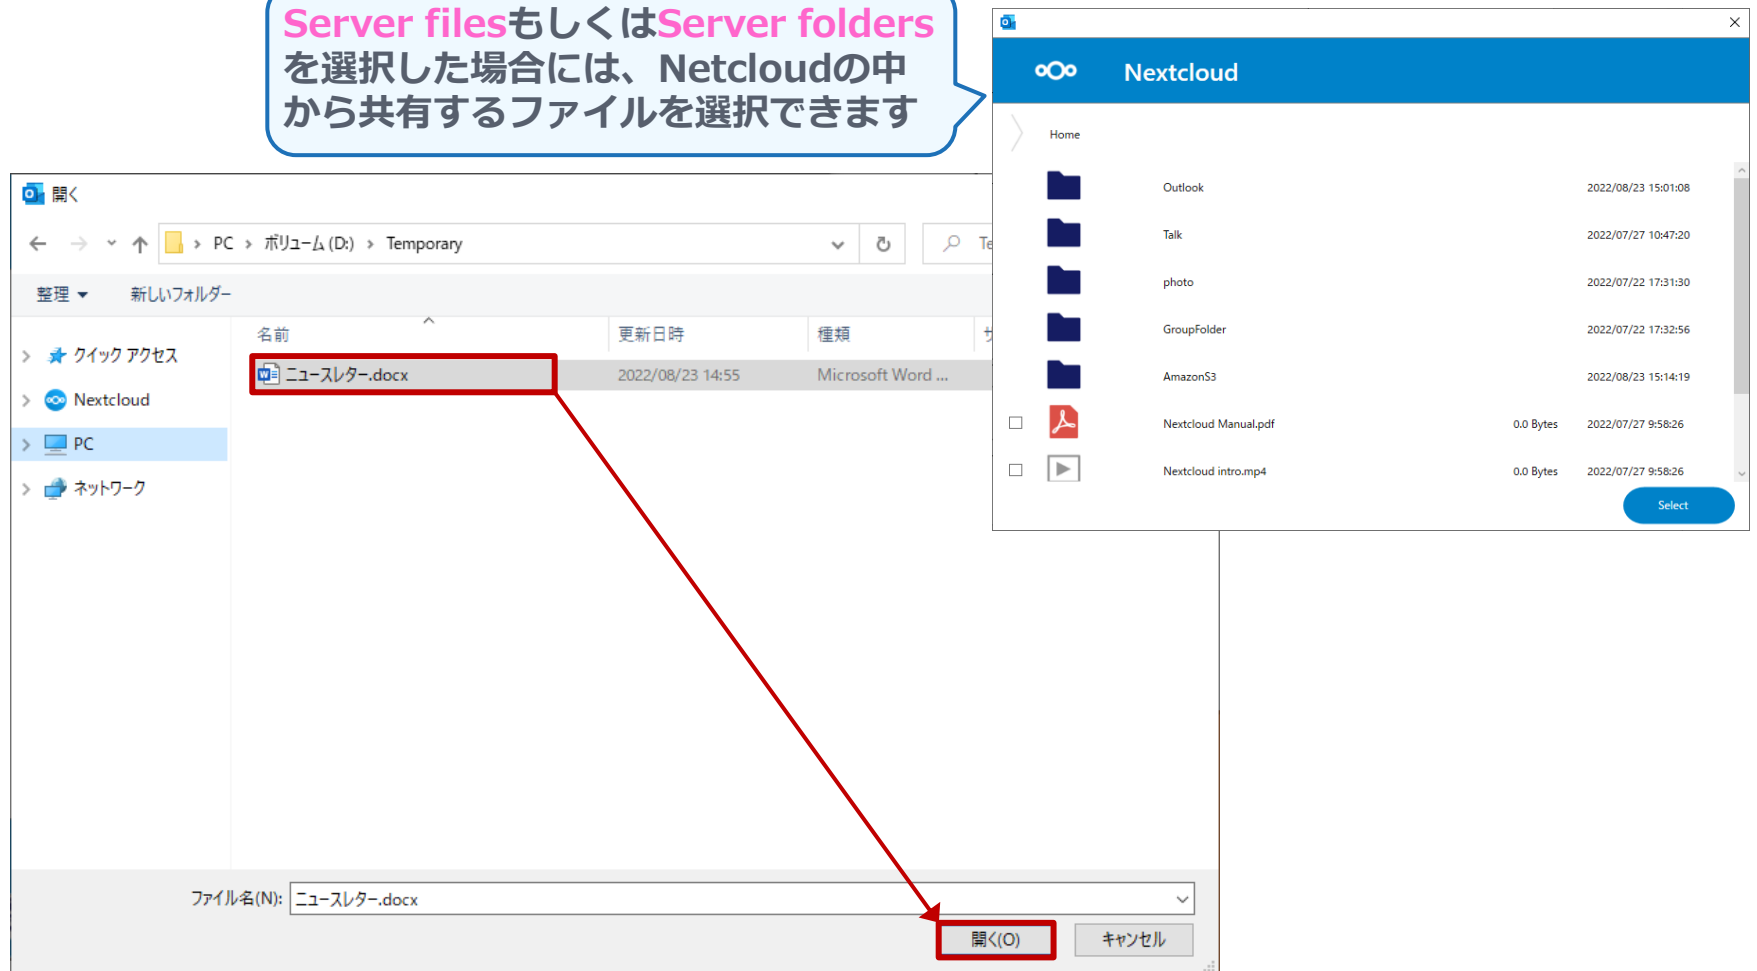 Server filesもしくはServer folders
を選択した場合には、Netcloudの中
から共有するファイルを選択できます
Nextcloud
Home
Outlook 2022/08/23 15:01:08
Talk 2022/07/27 10:47:20
photo 2022/07/22 17:31:30
GroupFolder 2022/07/22 17:32:56
AmazonS3 2022/08/23 15:14:19
Nextcloud Manual.pdf 0.0 Bytes 2022/07/27 9:58:26
Nextcloud intro.mp4 0.0 Bytes 2022/07/27 9:58:26
Select
開く
PC › ボリューム (D:) › Temporary
Te
整理 新しいフォルダー
名前 更新日時 種類
ニュースレター.docx 2022/08/23 14:55 Microsoft Word ...
クイック アクセス
Nextcloud
PC
ネットワーク
ファイル名(N): ニュースレター.docx
開く(O) キャンセル